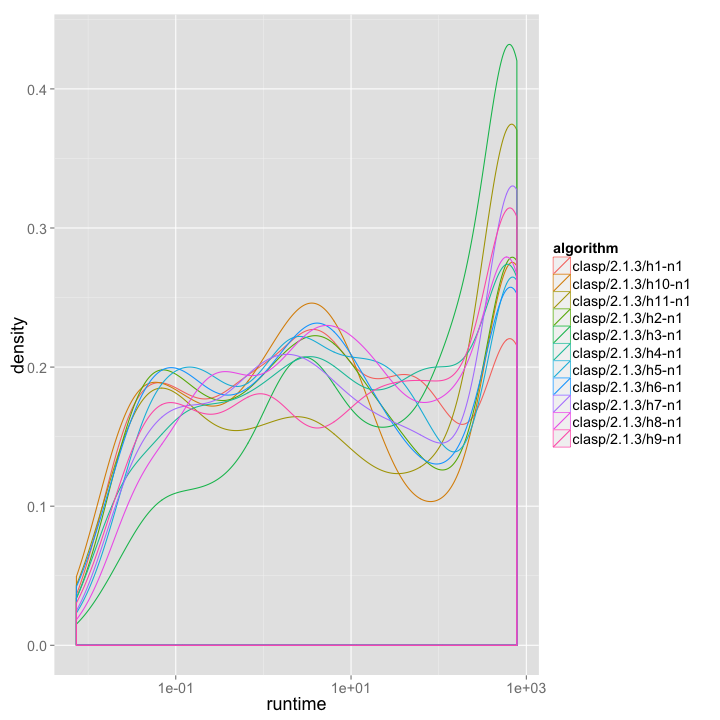 0.4
0.3
0.2
0.1
0.0
density
1e-01
1e+01
1e+03
runtime
algorithm
clasp/2.1.3/h1-n1
clasp/2.1.3/h10-n1
clasp/2.1.3/h11-n1
clasp/2.1.3/h2-n1
clasp/2.1.3/h3-n1
clasp/2.1.3/h4-n1
clasp/2.1.3/h5-n1
clasp/2.1.3/h6-n1
clasp/2.1.3/h7-n1
clasp/2.1.3/h8-n1
clasp/2.1.3/h9-n1